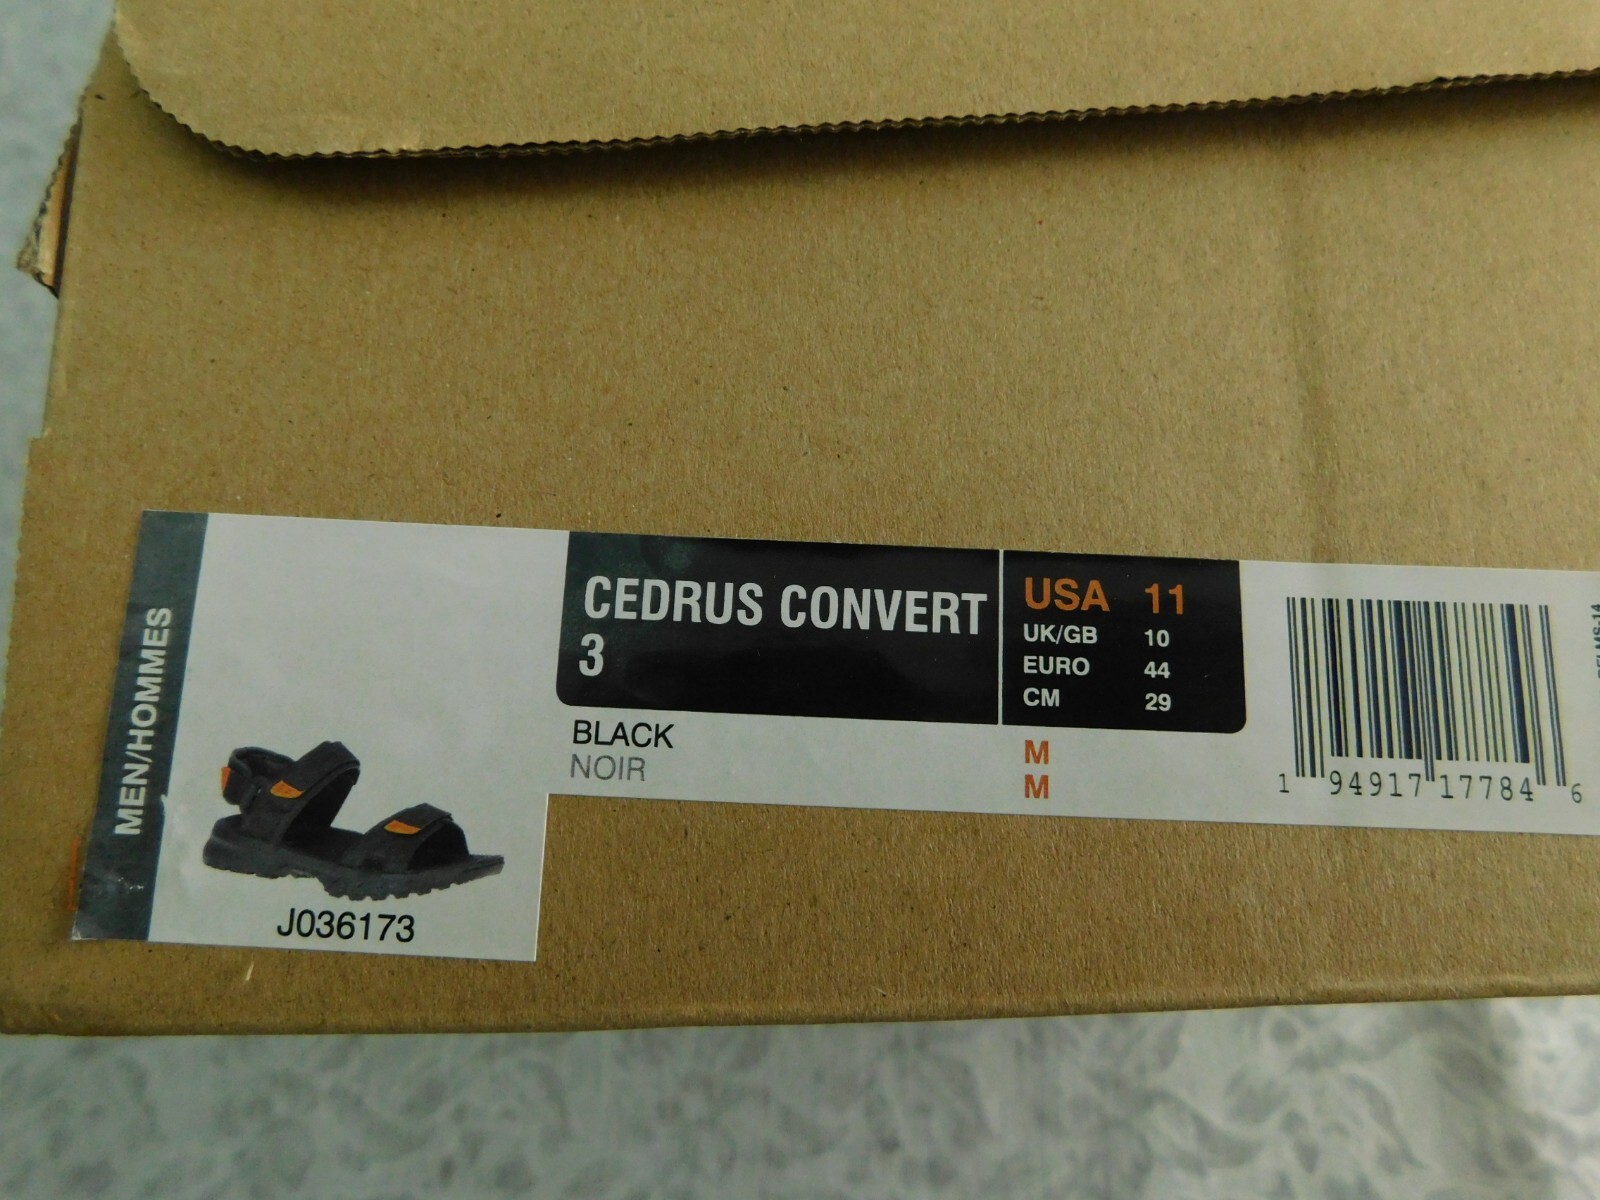 MEN/HOMMES
J036173
CEDRUS CONVERT
3
BLACK
NOIR
USA 11
UK/GB 10
EURO 44
CM 29
M
M
1 94917 17784 6